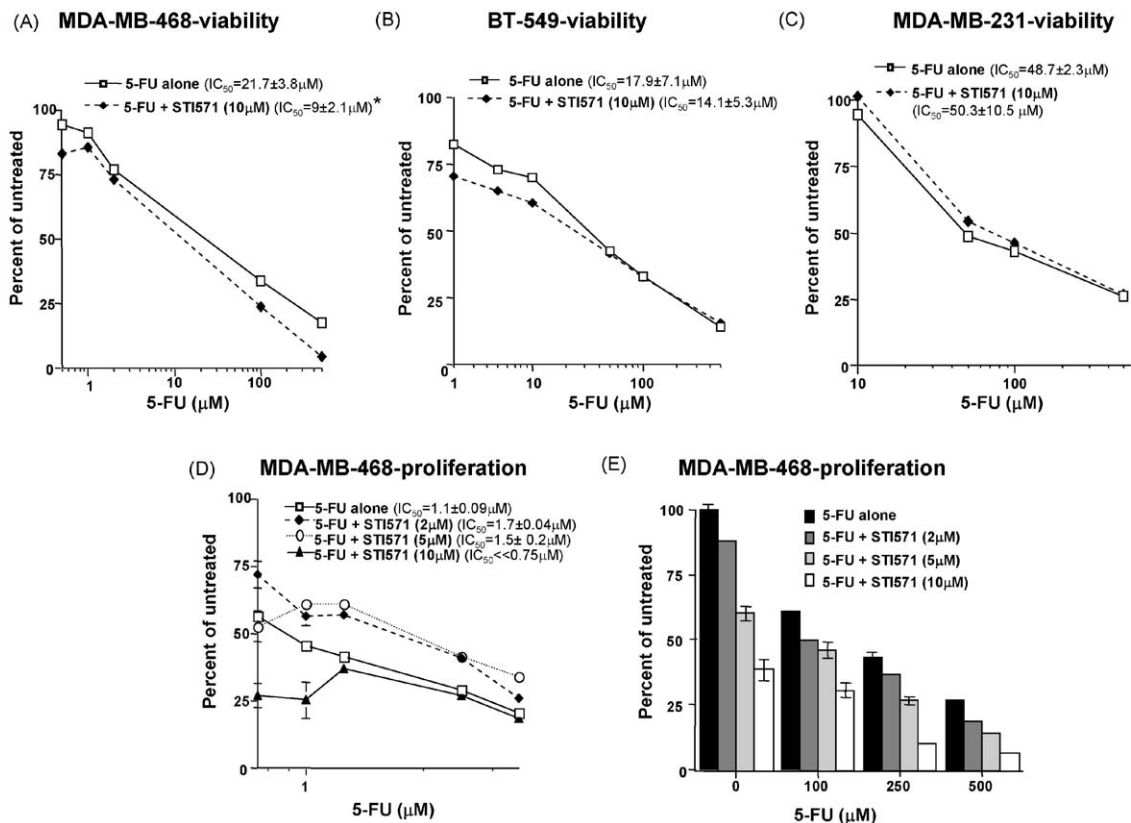 (A) MDA-MB-468-viability
5-FU alone (IC50=21.7±3.8µM)
5-FU + STI571 (10µM) (IC50=9±2.1µM)*
Percent of untreated
100
75
50
25
0
1 10 100
5-FU (µM)
(B) BT-549-viability
5-FU alone (IC50=17.9±7.1µM)
5-FU + STI571 (10µM) (IC50=14.1±5.3µM)
Percent of untreated
100
75
50
25
0
1 10 100
5-FU (µM)
(C) MDA-MB-231-viability
5-FU alone (IC50=48.7±2.3µM)
5-FU + STI571 (10µM)
(IC50=50.3±10.5 µM)
Percent of untreated
100
75
50
25
0
10 100
5-FU (µM)
(D) MDA-MB-468-proliferation
5-FU alone (IC50=1.1±0.09µM)
5-FU + STI571 (2µM) (IC50=1.7±0.04µM)
5-FU + STI571 (5µM) (IC50=1.5± 0.2µM)
5-FU + STI571 (10µM) (IC50<<0.75µM)
Percent of untreated
100
75
50
25
0
1
5-FU (µM)
(E) MDA-MB-468-proliferation
5-FU alone
5-FU + STI571 (2µM)
5-FU + STI571 (5µM)
5-FU + STI571 (10µM)
Percent of untreated
100
75
50
25
0
0 100 250 500
5-FU (µM)